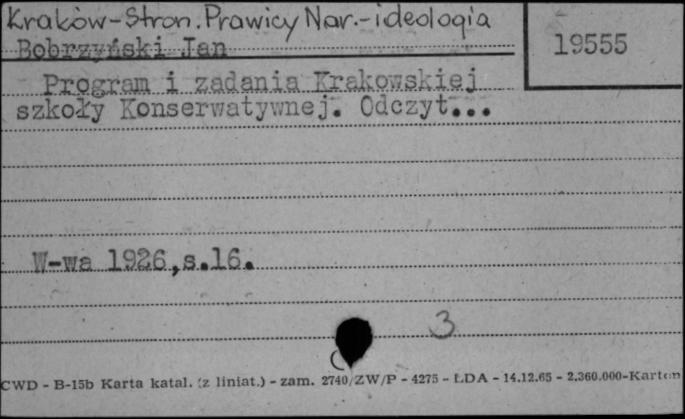 Kraków-Stron. Prawicy Nar.-ideologia
Bobrzyński Jan
19555
Program i zadania Krakowskiej
szkoły Konserwatywnej. Odczyt...
W-wa 1926,s.16.
3
CWD - B-15b Karta katal. (z liniat.) - zam. 2740/ZW/P - 4275 - ŁDA - 14.12.65 - 2.360.000-Karton